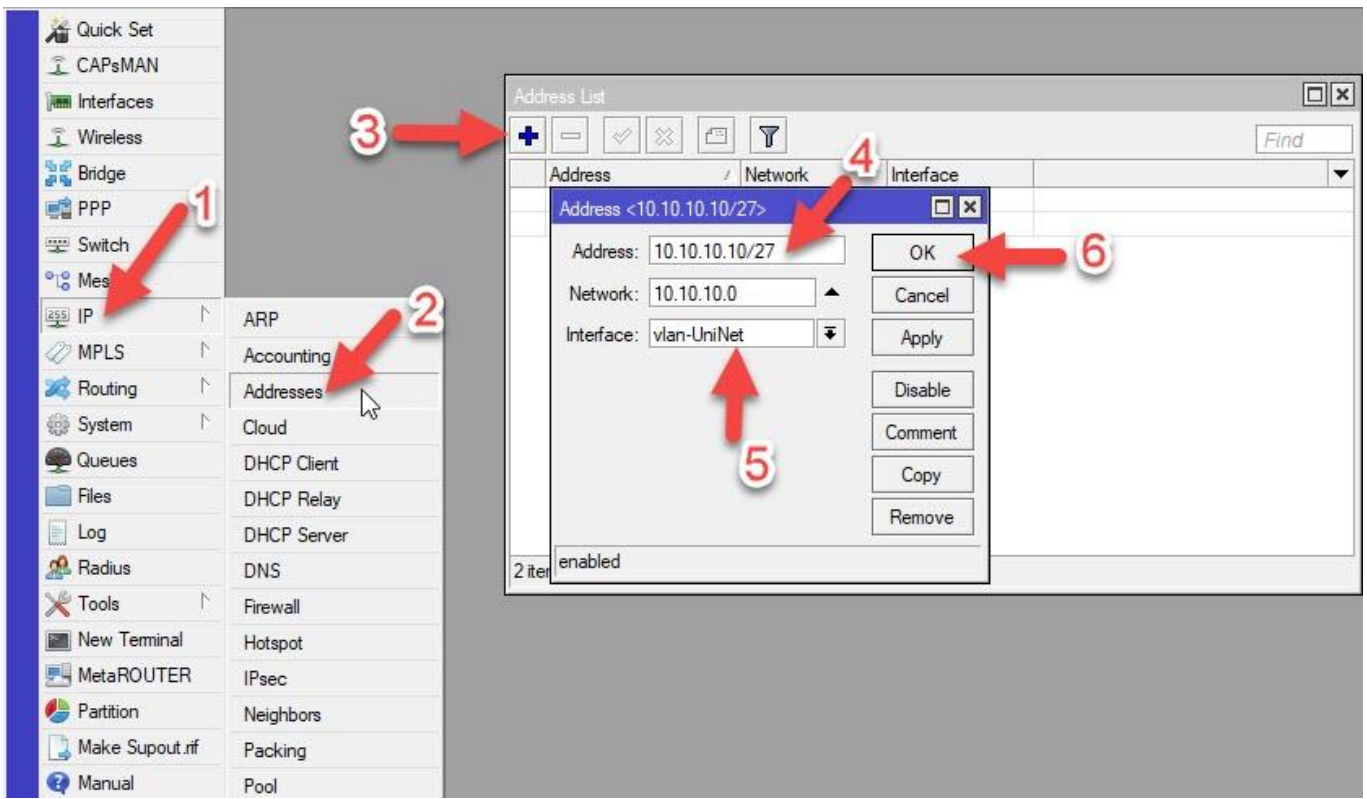 Quick Set
CAPsMAN
Interfaces
Wireless
Bridge
PPP
Switch
Mes
255 IP
MPLS
Routing
System
Queues
Files
Log
Radius
Tools
New Terminal
MetaROUTER
Partition
Make Supout.rif
Manual
1
ARP
Accounting
Addresses
Cloud
DHCP Client
DHCP Relay
DHCP Server
DNS
Firewall
Hotspot
IPsec
Neighbors
Packing
Pool
2
3
Address List
Find
Address Network Interface
4
Address <10.10.10.10/27>
Address: 10.10.10.10/27 OK
6
Network: 10.10.10.0 Cancel
Interface: vlan-UniNet Apply
5
Disable
Comment
Copy
Remove
enabled
2 iter